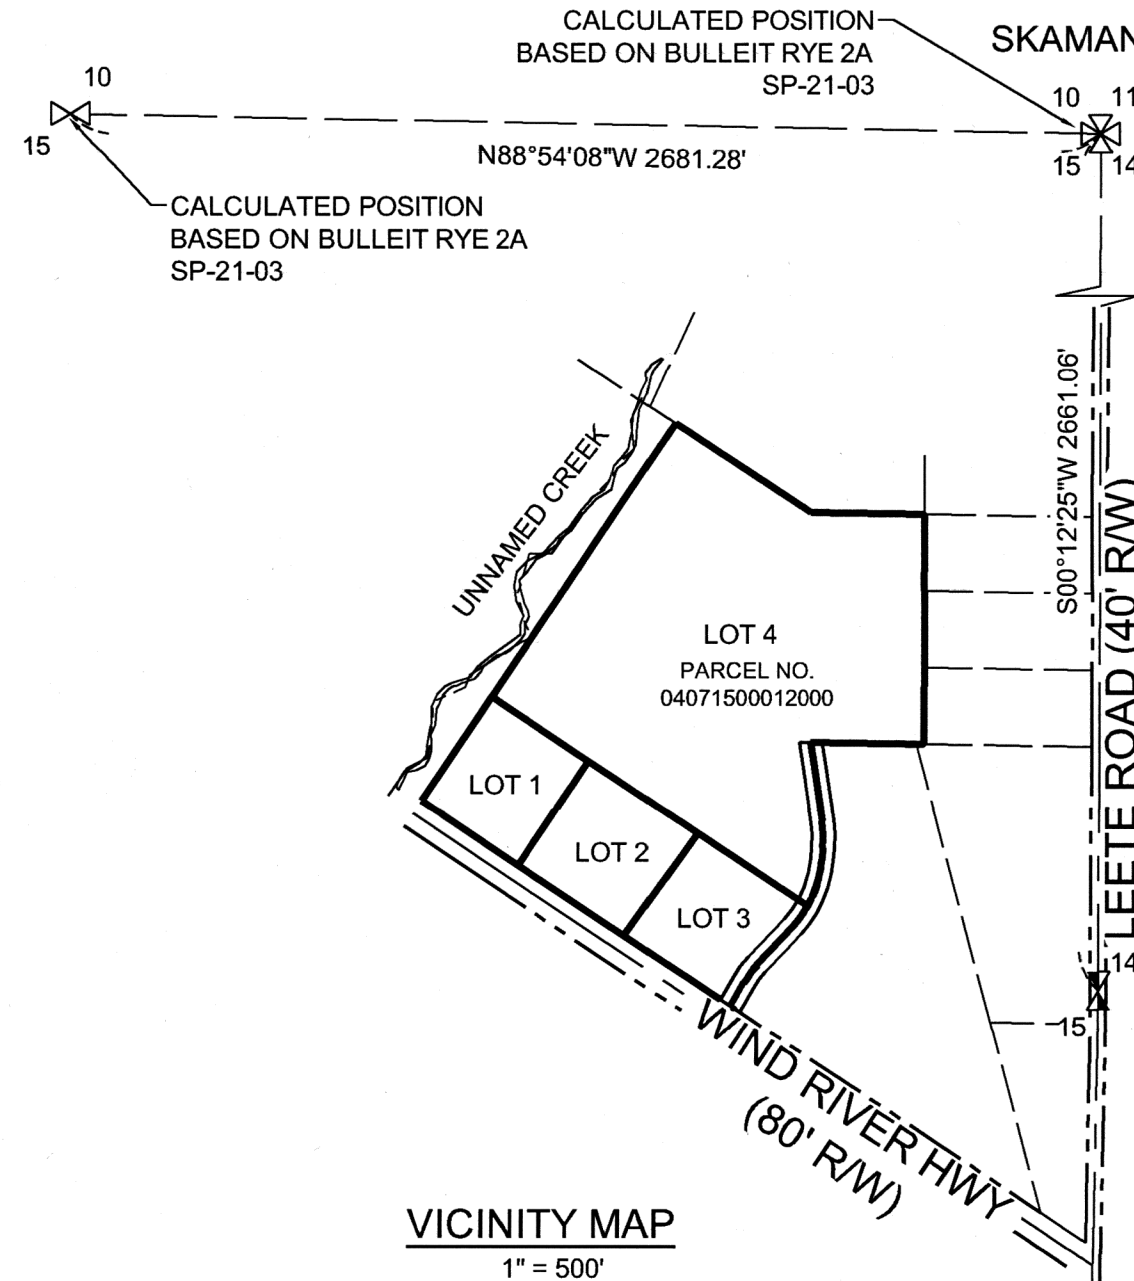 CALCULATED POSITION
BASED ON BULLEIT RYE 2A
SP-21-03
SKAMAN
10
15
10 11
15 14
N88°54'08"W 2681.28'
CALCULATED POSITION
BASED ON BULLEIT RYE 2A
SP-21-03
S00°12'25"W 2661.06'
LEETE ROAD (40' R/W)
UNNAMED CREEK
LOT 4
PARCEL NO.
04071500012000
LOT 1
LOT 2
LOT 3
14
15
WIND RIVER HWY
(80' R/W)
VICINITY MAP
1" = 500'